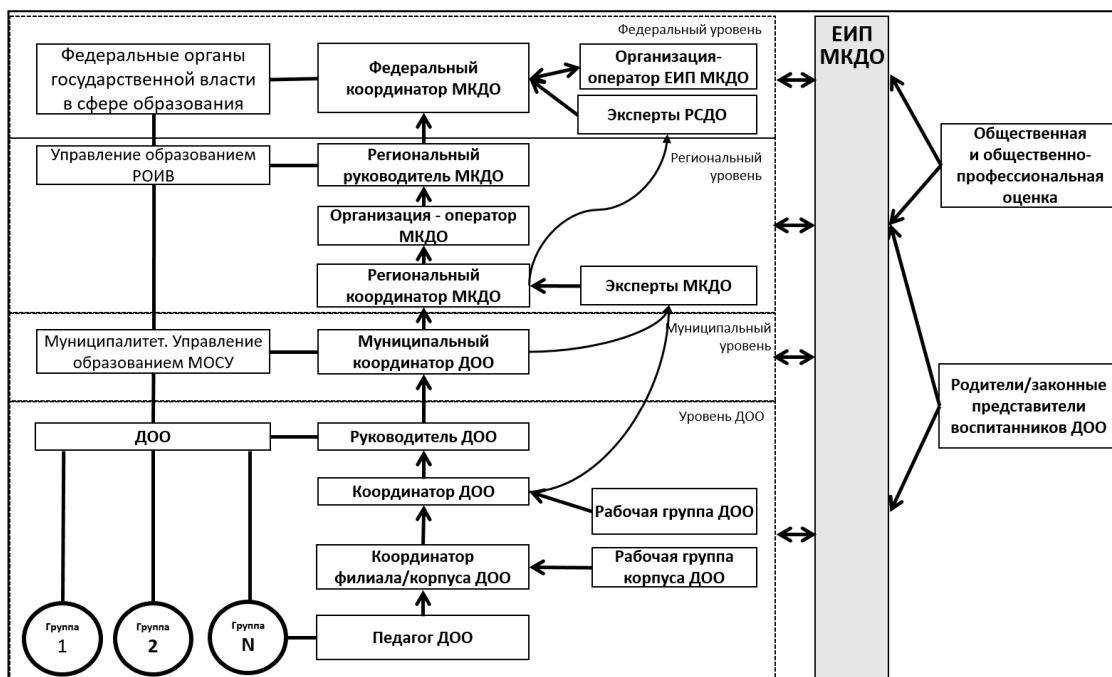 Федеральный уровень
Федеральные органы
государственной власти
в сфере образования
Федеральный
координатор МКДО
Организация-
оператор ЕИП МКДО
Эксперты РСДО
Управление образованием
РОИВ
Региональный
руководитель МКДО
Региональный
уровень
Организация - оператор
МКДО
Региональный
координатор МКДО
Эксперты МКДО
Муниципалитет. Управление
образованием МОСУ
Муниципальный
координатор ДОО
Муниципальный
уровень
Уровень ДОО
ДОО
Руководитель ДОО
Координатор ДОО
Рабочая группа ДОО
Координатор
филиала/корпуса ДОО
Рабочая группа
корпуса ДОО
Группа
1
Группа
2
Группа
N
Педагог ДОО
ЕИП
МКДО
Общественная
и общественно-
профессиональная
оценка
Родители/законные
представители
воспитанников ДОО